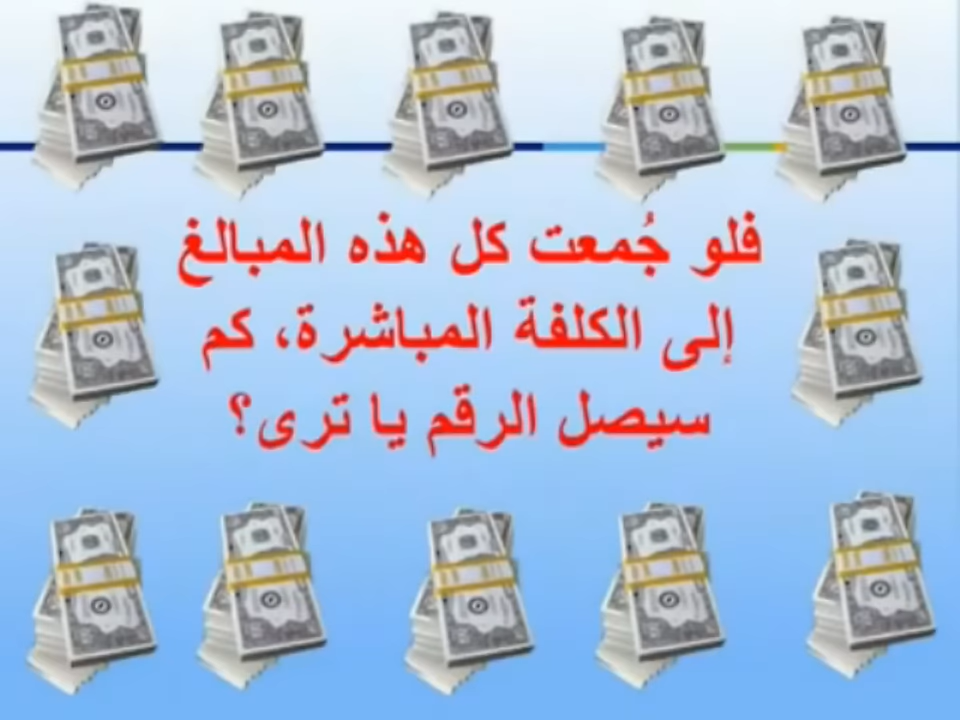 فلو جُمعت كل هذه المبالغ
إلى الكلفة المباشرة، كم
سيصل الرقم يا ترى؟